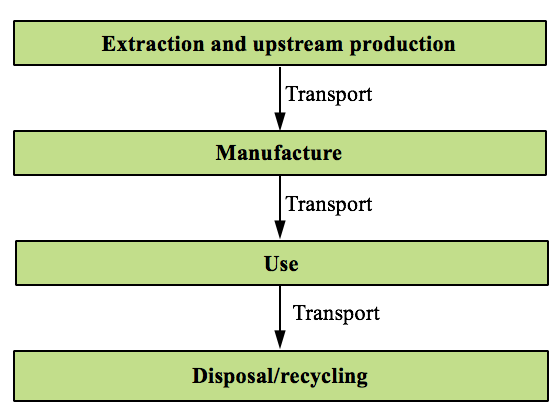 Extraction and upstream production
Transport
Manufacture
Transport
Use
Transport
Disposal/recycling